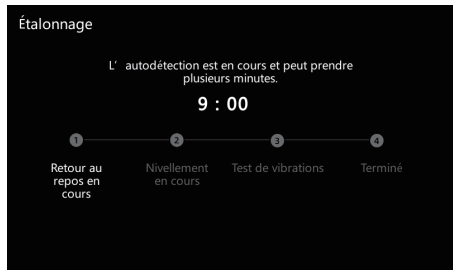 Étalonnage
L’ autodétection est en cours et peut prendre
plusieurs minutes.
9 : 00
1 2 3 4
Retour au
repos en
cours
Nivellement
en cours
Test de vibrations
Terminé